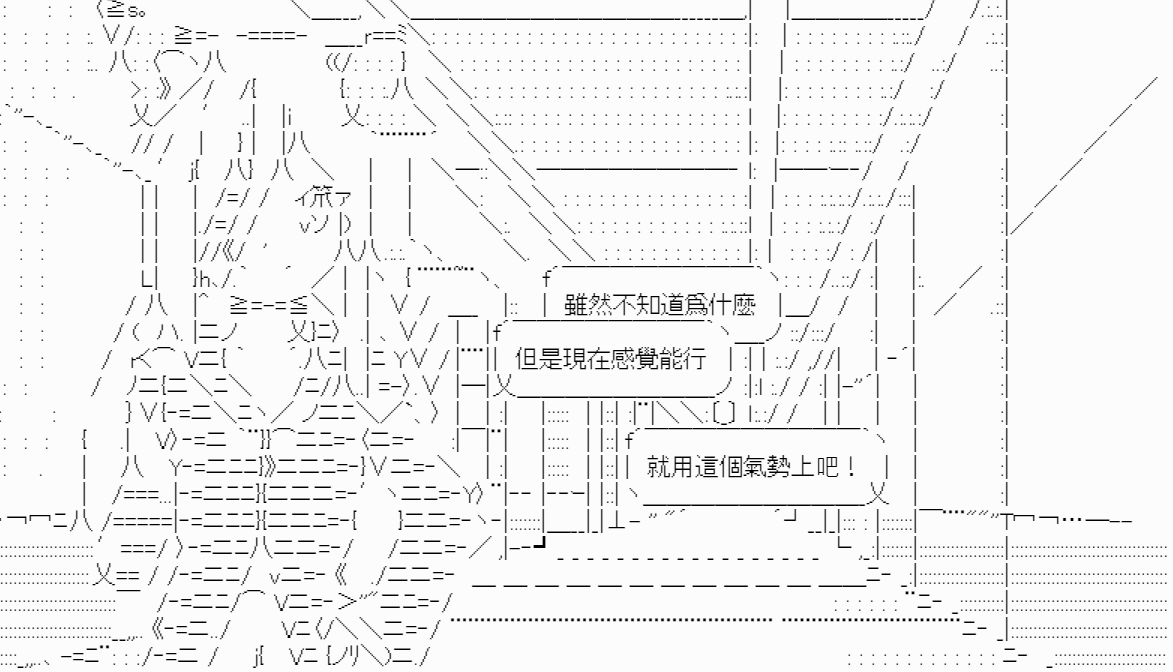 雖然不知道爲什麼
但是現在感覺能行
就用這個氣勢上吧！